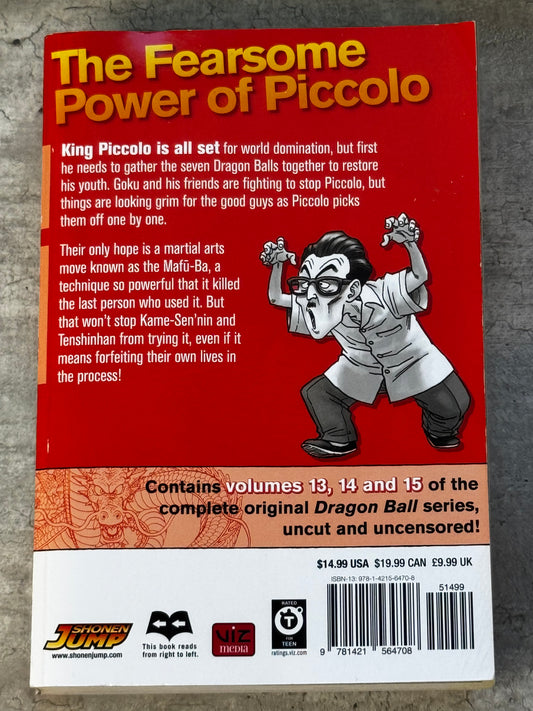 The Fearsome
Power of Piccolo
King Piccolo is all set for world domination, but first
he needs to gather the seven Dragon Balls together to restore
his youth. Goku and his friends are fighting to stop Piccolo, but
things are looking grim for the good guys as Piccolo picks
them off one by one.
Their only hope is a martial arts
move known as the Mafū-Ba, a
technique so powerful that it killed
the last person who used it. But
that won't stop Kame-Sen'nin and
Tenshinhan from trying it, even if it
means forfeiting their own lives in
the process!
Contains volumes 13, 14 and 15 of the
complete original Dragon Ball series,
uncut and uncensored!
$14.99 USA $19.99 CAN £9.99 UK
ISBN-13: 978-1-4215-6470-8
51499
9 781421 564708
SHONEN
JUMP
www.shonenjump.com
This book reads
from right to left.
VIZ
MEDIA
RATED
T
FOR
TEEN
ratings.viz.com